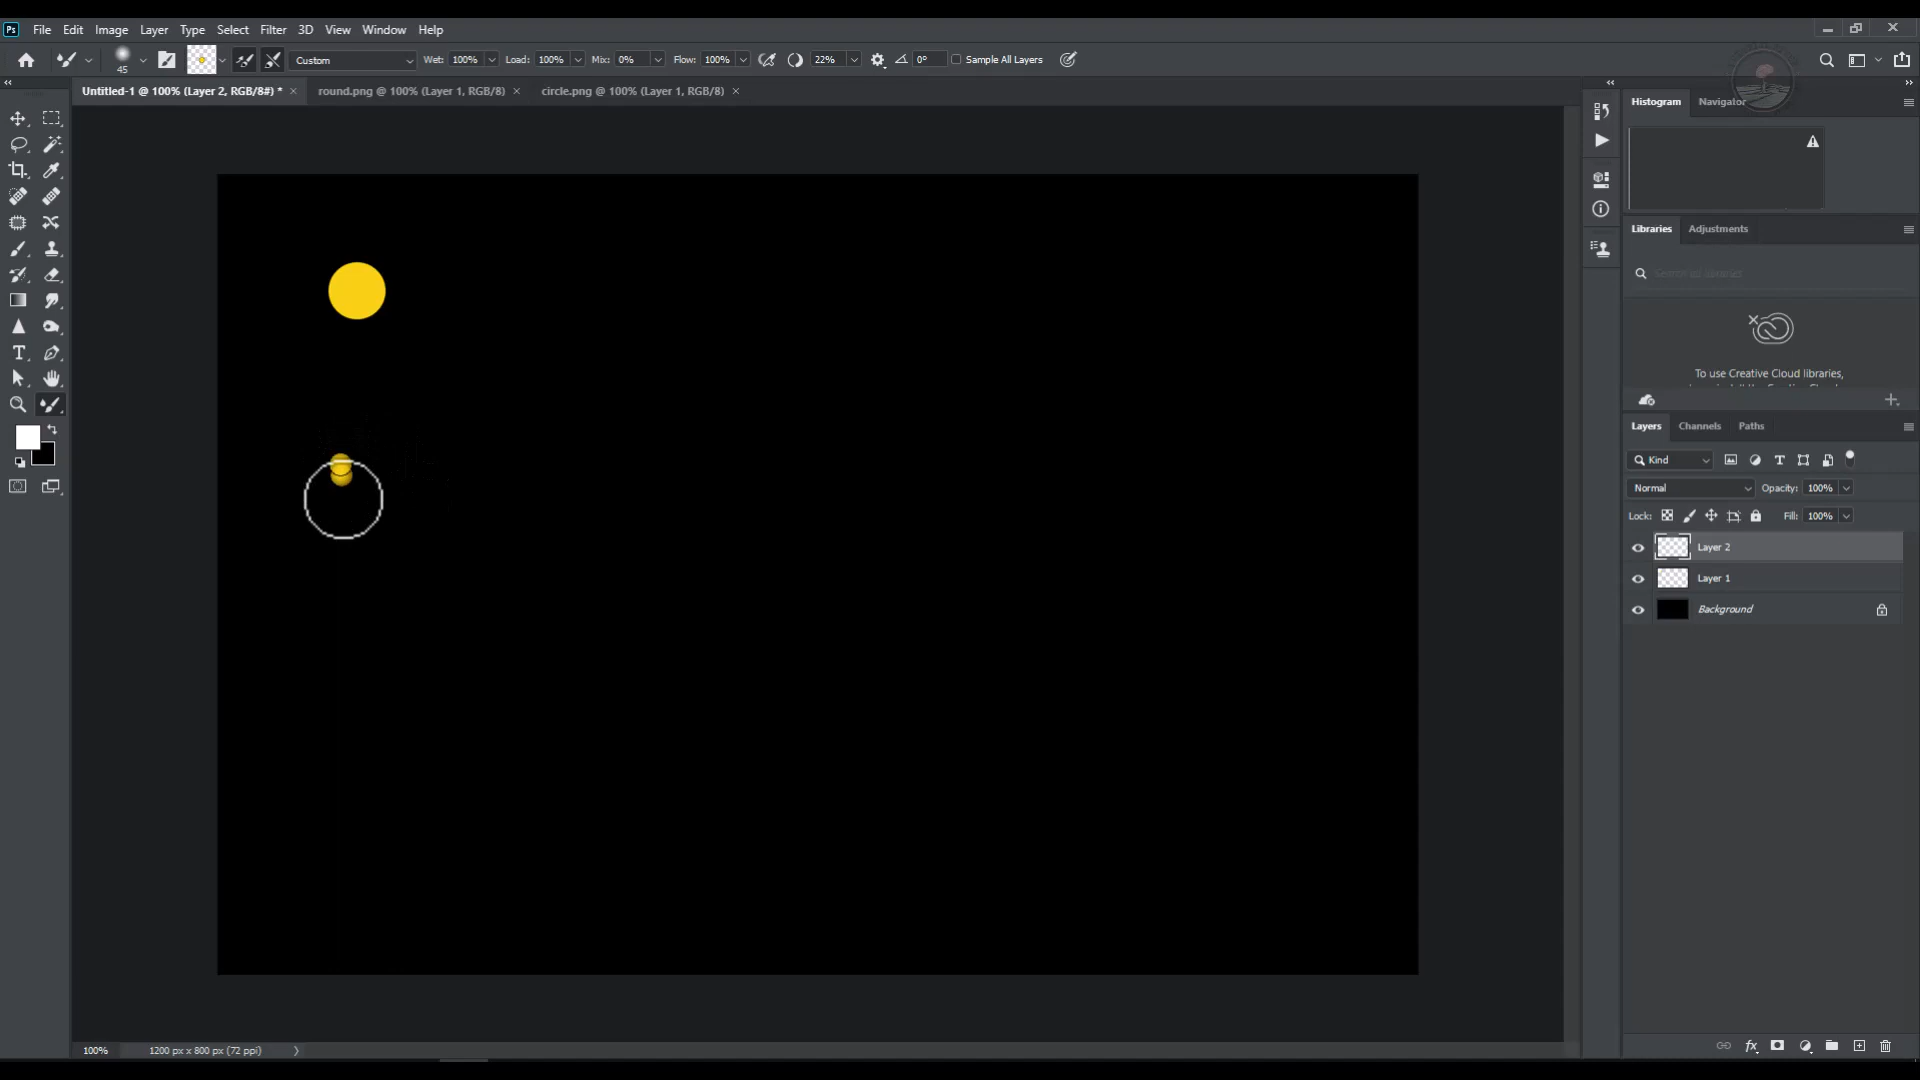 Ps File Edit Image Layer Type Select Filter 3D View Window Help
45 Custom Wet: 100% Load: 100% Mix: 0% Flow: 100% 22% 0° Sample All Layers
Untitled-1 @ 100% (Layer 2, RGB/8#) * × round.png @ 100% (Layer 1, RGB/8) × circle.png @ 100% (Layer 1, RGB/8) ×
Histogram Navigator
Libraries Adjustments
To use Creative Cloud libraries,
Layers Channels Paths
Kind
Normal Opacity: 100%
Lock: Fill: 100%
Layer 2
Layer 1
Background
fx
100% 1200 px x 800 px (72 ppi)